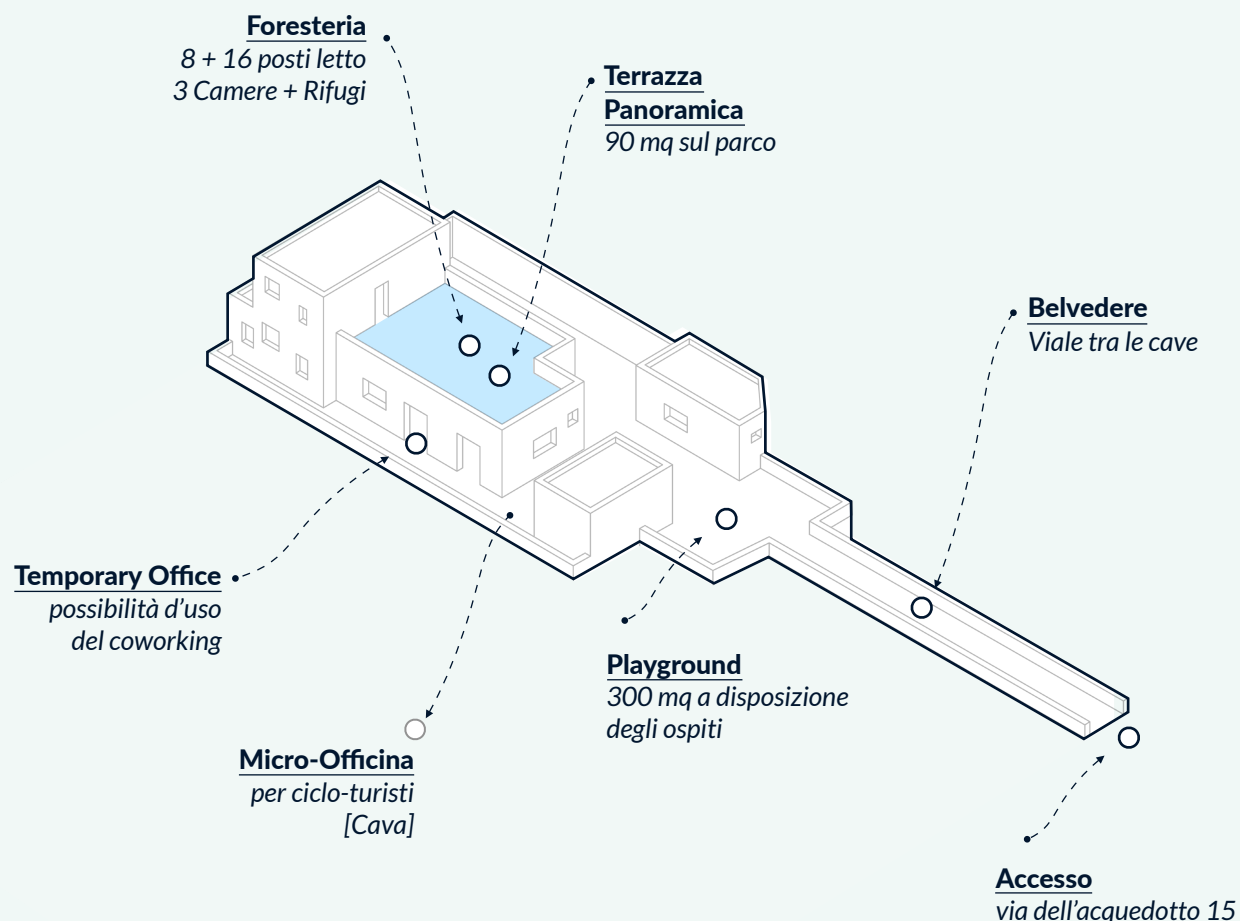 Foresteria
8 + 16 posti letto
3 Camere + Rifugi
Terrazza
Panoramica
90 mq sul parco
Belvedere
Viale tra le cave
Temporary Office
possibilità d’uso
del coworking
Playground
300 mq a disposizione
degli ospiti
Micro-Officina
per ciclo-turisti
[Cava]
Accesso
via dell’acquedotto 15